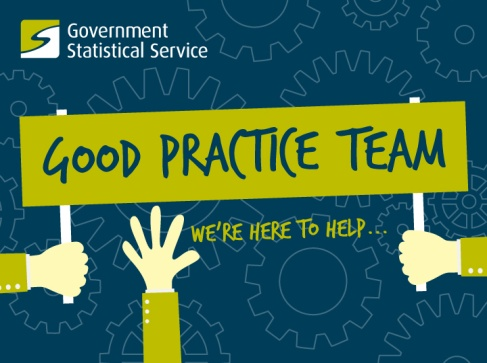 Government
Statistical Service
GOOD PRACTICE TEAM
WE'RE HERE TO HELP...